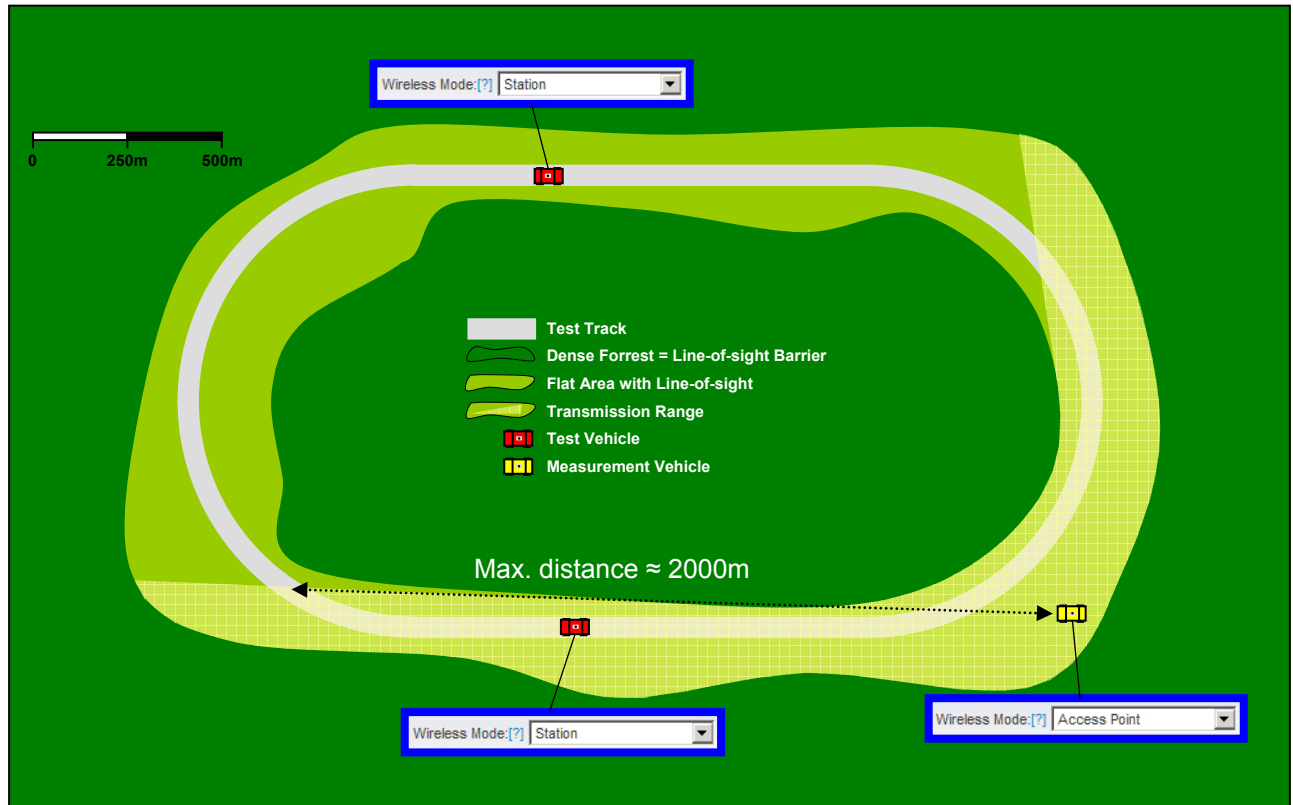 Wireless Mode:[?] Station
0 250m 500m
Test Track
Dense Forrest = Line-of-sight Barrier
Flat Area with Line-of-sight
Transmission Range
Test Vehicle
Measurement Vehicle
Max. distance ≈ 2000m
Wireless Mode:[?] Access Point
Wireless Mode:[?] Station